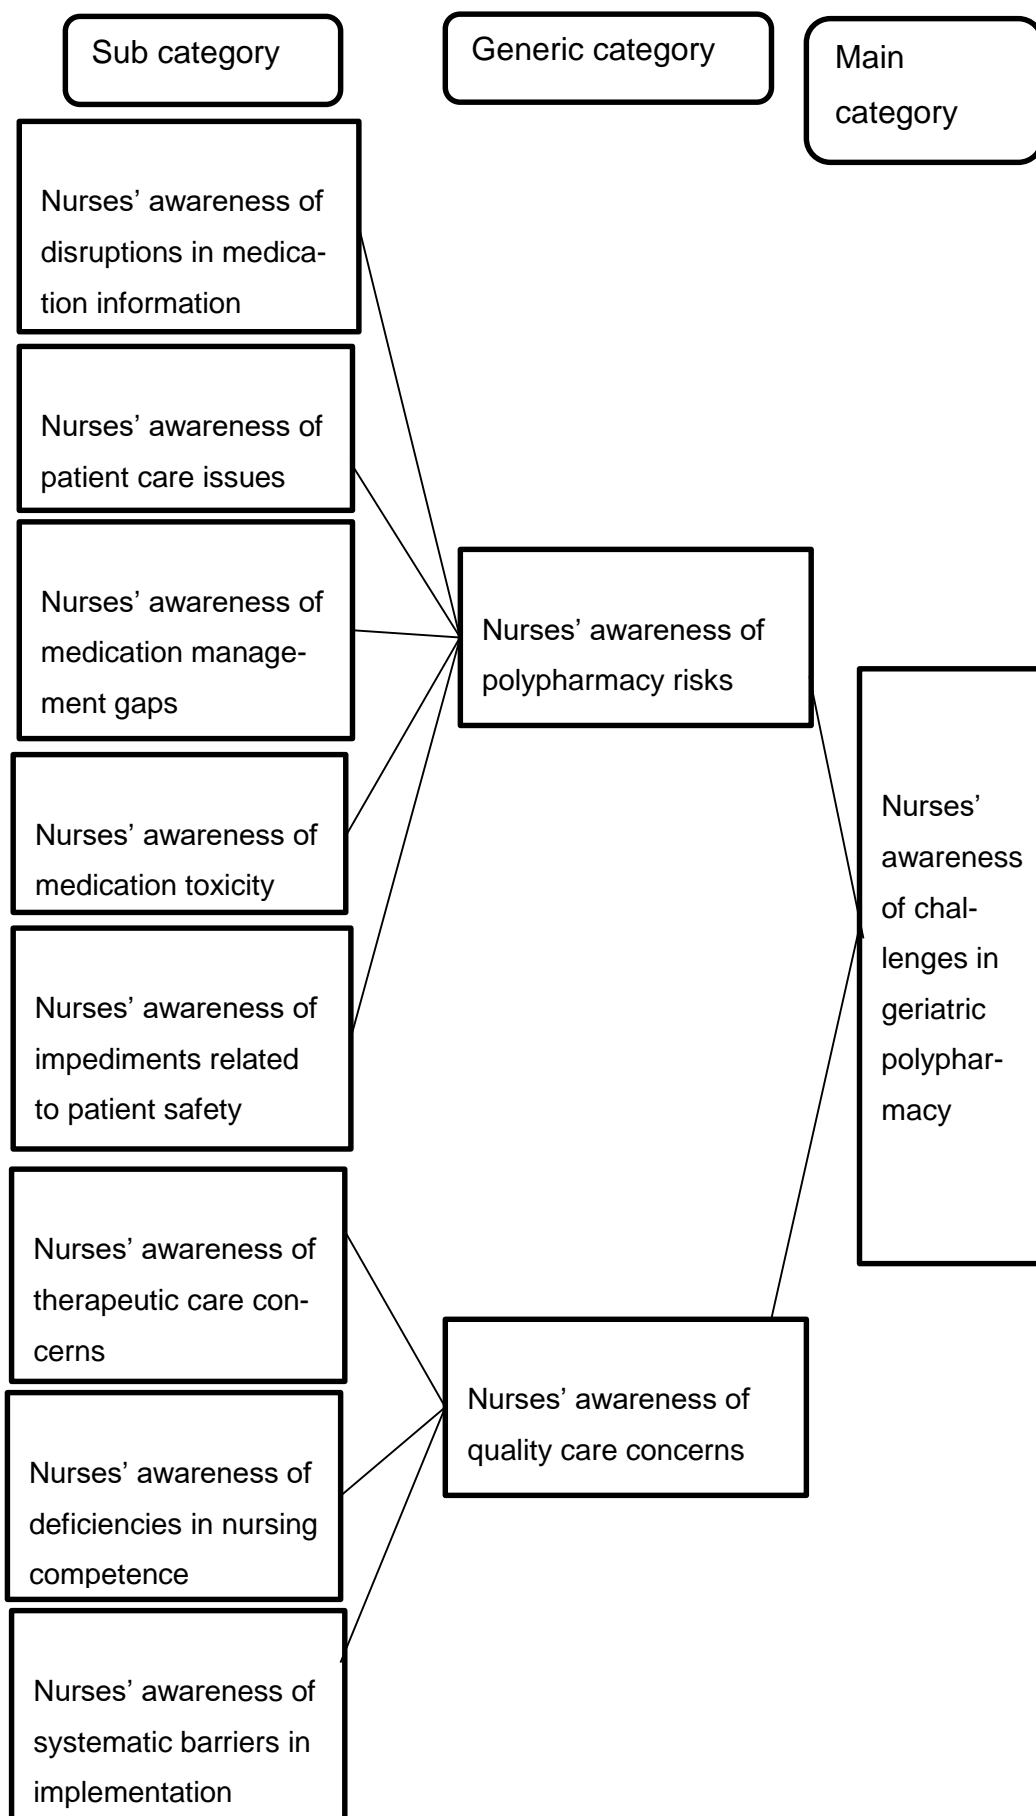 Sub category
Generic category
Main
category
Nurses’ awareness of
disruptions in medica-
tion information
Nurses’ awareness of
patient care issues
Nurses’ awareness of
medication manage-
ment gaps
Nurses’ awareness of
medication toxicity
Nurses’ awareness of
impediments related
to patient safety
Nurses’ awareness of
therapeutic care con-
cerns
Nurses’ awareness of
deficiencies in nursing
competence
Nurses’ awareness of
systematic barriers in
implementation
Nurses’ awareness of
polypharmacy risks
Nurses’ awareness of
quality care concerns
Nurses’
awareness
of chal-
lenges in
geriatric
polyphar-
macy